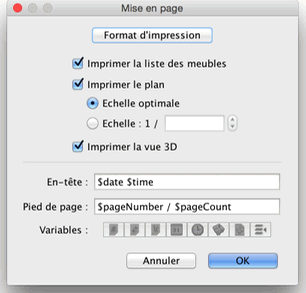 Mise en page
Format d'impression
Imprimer la liste des meubles
Imprimer le plan
Echelle optimale
Echelle : 1 /
Imprimer la vue 3D
En-tête : $date $time
Pied de page : $pageNumber / $pageCount
Variables :
Annuler OK